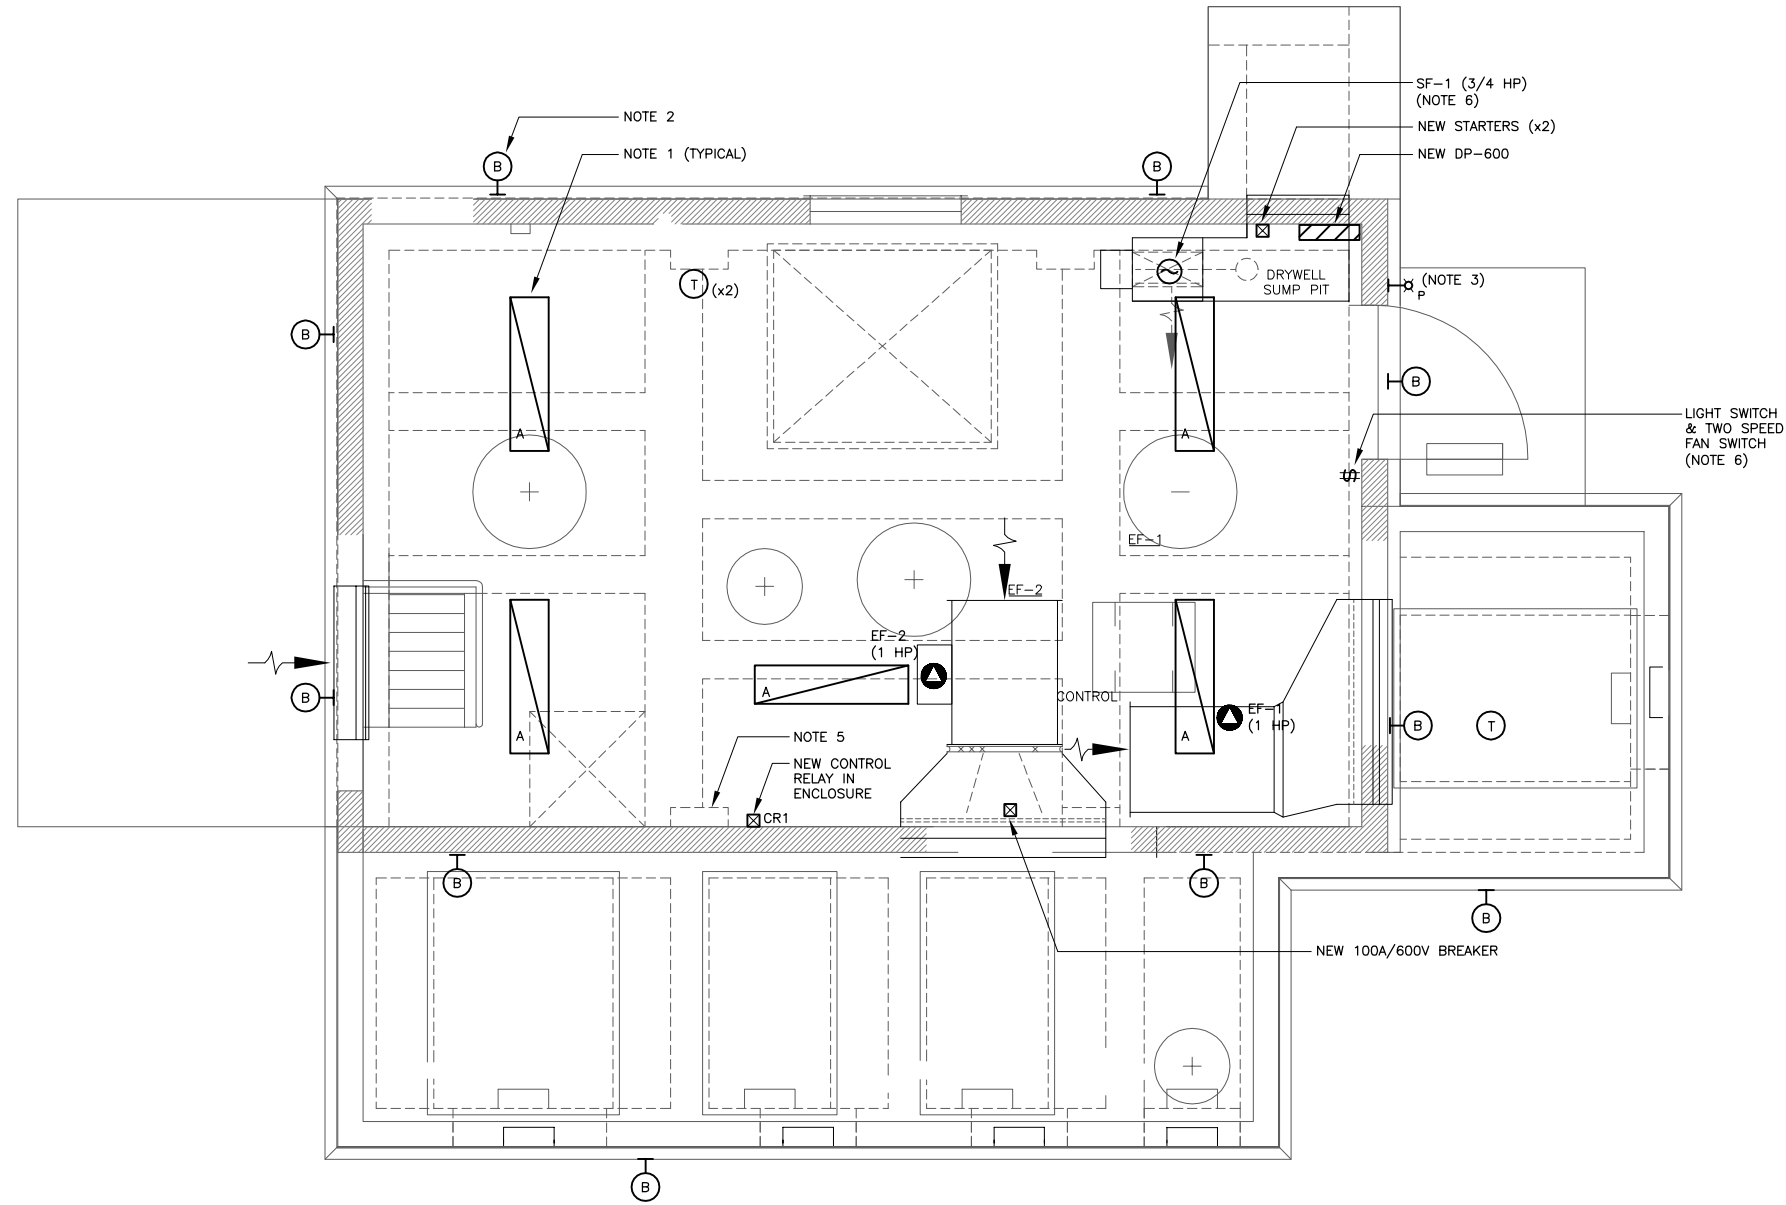 SF-1 (3/4 HP)
(NOTE 6)
NOTE 2
NEW STARTERS (x2)
NOTE 1 (TYPICAL)
NEW DP-600
B
B
T
(x2)
DRYWELL
SUMP PIT
(NOTE 3)
P
B
B
LIGHT SWITCH
& TWO SPEED
FAN SWITCH
(NOTE 6)
A
A
S
EF-1
EF-2
EF-2
(1 HP)
A
CONTROL
B
EF-1
(1 HP)
B
T
A
A
NOTE 5
NEW CONTROL
RELAY IN
ENCLOSURE
CR1
B
B
B
NEW 100A/600V BREAKER
B